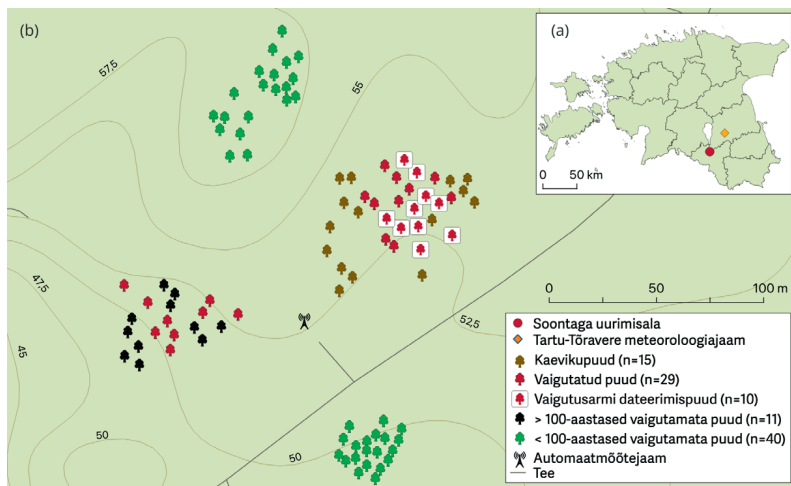 (b)
(a)
57,5
55
0 50 km
47,5
45
52,5
50
50
0 50 100 m
Soontaga uurimisala
Tartu-Tõravere meteoroloogiajaam
Kaevikupuud (n=15)
Vaigutatud puud (n=29)
Vaigutusarmi dateerimispuud (n=10)
> 100-aastased vaigutamata puud (n=11)
< 100-aastased vaigutamata puud (n=40)
Automaatmõõtejaam
Tee